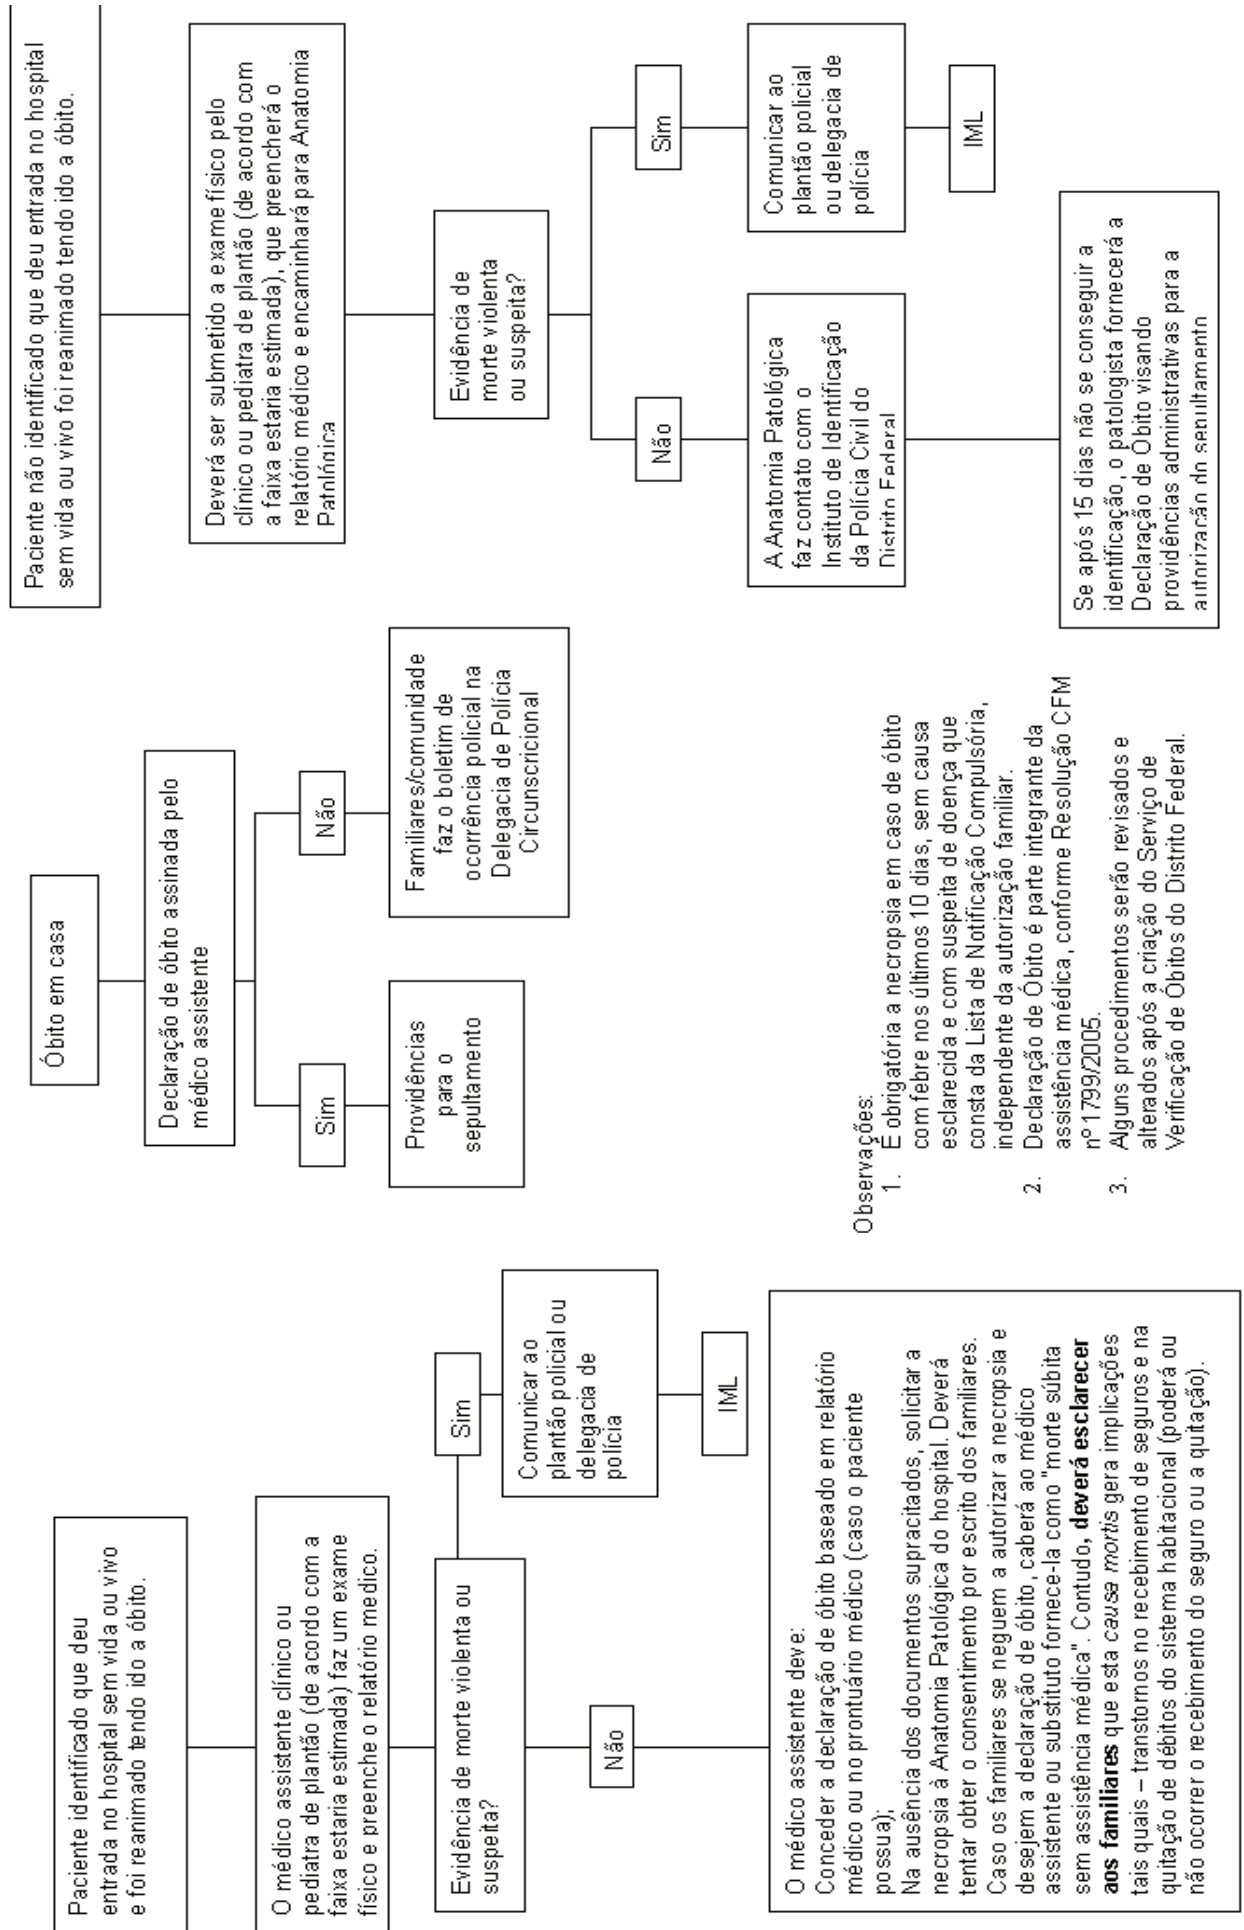 Paciente identificado que deu
entrada no hospital sem vida ou vivo
e foi reanimado tendo ido a óbito.
O médico assistente clínico ou
pediatra de plantão (de acordo com a
faixa estaria estimada) faz um exame
físico e preenche o relatório medico.
Evidência de morte violenta ou
suspeita?
Sim
Comunicar ao
plantão policial ou
delegacia de
polícia
IML
Não
O médico assistente deve:
Conceder a declaração de óbito baseado em relatório
médico ou no prontuário médico (caso o paciente
possua);
Na ausência dos documentos supracitados, solicitar a
necropsia à Anatomia Patológica do hospital. Deverá
tentar obter o consentimento por escrito dos familiares.
Caso os familiares se neguem a autorizar a necropsia e
desejem a declaração de óbito, caberá ao médico
assistente ou substituto fornece-la como "morte súbita
sem assistência médica". Contudo, deverá esclarecer
aos familiares que esta causa mortis gera implicações
tais quais – transtornos no recebimento de seguros e na
quitação de débitos do sistema habitacional (poderá ou
não ocorrer o recebimento do seguro ou a quitação).
Óbito em casa
Declaração de óbito assinada pelo
médico assistente
Sim
Providências
para o
sepultamento
Não
Familiares/comunidade
faz o boletim de
ocorrência policial na
Delegacia de Polícia
Circunscricional
Observações:
1. É obrigatória a necropsia em caso de óbito
com febre nos últimos 10 dias, sem causa
esclarecida e com suspeita de doença que
consta da Lista de Notificação Compulsória,
independente da autorização familiar.
2. Declaração de Óbito é parte integrante da
assistência médica, conforme Resolução CFM
nº 1799/2005.
3. Alguns procedimentos serão revisados e
alterados após a criação do Serviço de
Verificação de Óbitos do Distrito Federal.
Paciente não identificado que deu entrada no hospital
sem vida ou vivo foi reanimado tendo ido a óbito.
Deverá ser submetido a exame físico pelo
clínico ou pediatra de plantão (de acordo com
a faixa estaria estimada), que preencherá o
relatório médico e encaminhará para Anatomia
Patológica
Evidência de
morte violenta
ou suspeita?
Não
A Anatomia Patológica
faz contato com o
Instituto de Identificação
da Polícia Civil do
Distrito Federal
Se após 15 dias não se conseguir a
identificação, o patologista fornecerá a
Declaração de Óbito visando
providências administrativas para a
autorização do sepultamento
Sim
Comunicar ao
plantão policial
ou delegacia de
polícia
IML